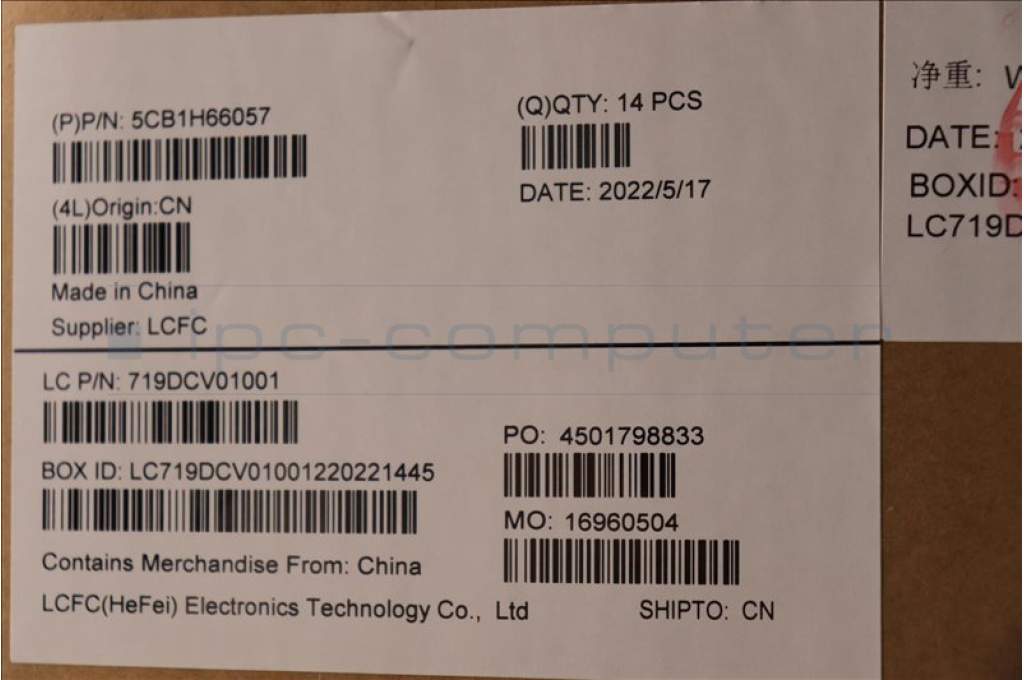 (P)P/N: 5CB1H66057
(Q)QTY: 14 PCS
DATE: 2022/5/17
(4L)Origin:CN
Made in China
Supplier: LCFC
ipc-computer
LC P/N: 719DCV01001
BOX ID: LC719DCV01001220221445
PO: 4501798833
MO: 16960504
Contains Merchandise From: China
LCFC(HeFei) Electronics Technology Co., Ltd
SHIPTO: CN
净重:
DATE:
BOXID:
LC719D